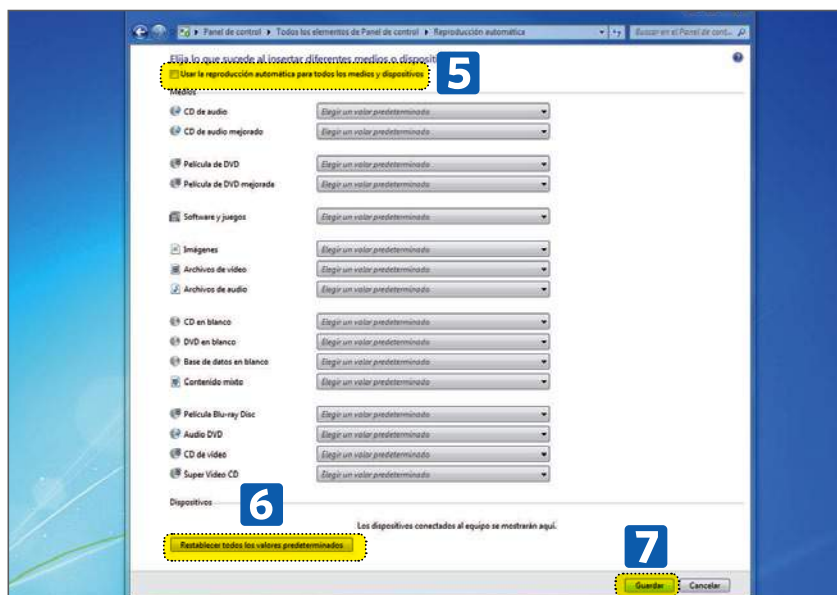 Panel de control ▸ Todos los elementos de Panel de control ▸ Reproducción automática
Buscar en el Panel de cont...
Elija lo que sucede al insertar diferentes medios o dispositi
Usar la reproducción automática para todos los medios y dispositivos
5
Medios
CD de audio Elegir un valor predeterminado
CD de audio mejorado Elegir un valor predeterminado
Película de DVD Elegir un valor predeterminado
Película de DVD mejorada Elegir un valor predeterminado
Software y juegos Elegir un valor predeterminado
Imágenes Elegir un valor predeterminado
Archivos de vídeo Elegir un valor predeterminado
Archivos de audio Elegir un valor predeterminado
CD en blanco Elegir un valor predeterminado
DVD en blanco Elegir un valor predeterminado
Base de datos en blanco Elegir un valor predeterminado
Contenido mixto Elegir un valor predeterminado
Película Blu-ray Disc Elegir un valor predeterminado
Audio DVD Elegir un valor predeterminado
CD de vídeo Elegir un valor predeterminado
Super Video CD Elegir un valor predeterminado
Dispositivos
6
Los dispositivos conectados al equipo se mostrarán aquí.
Restablecer todos los valores predeterminados
7
Guardar Cancelar